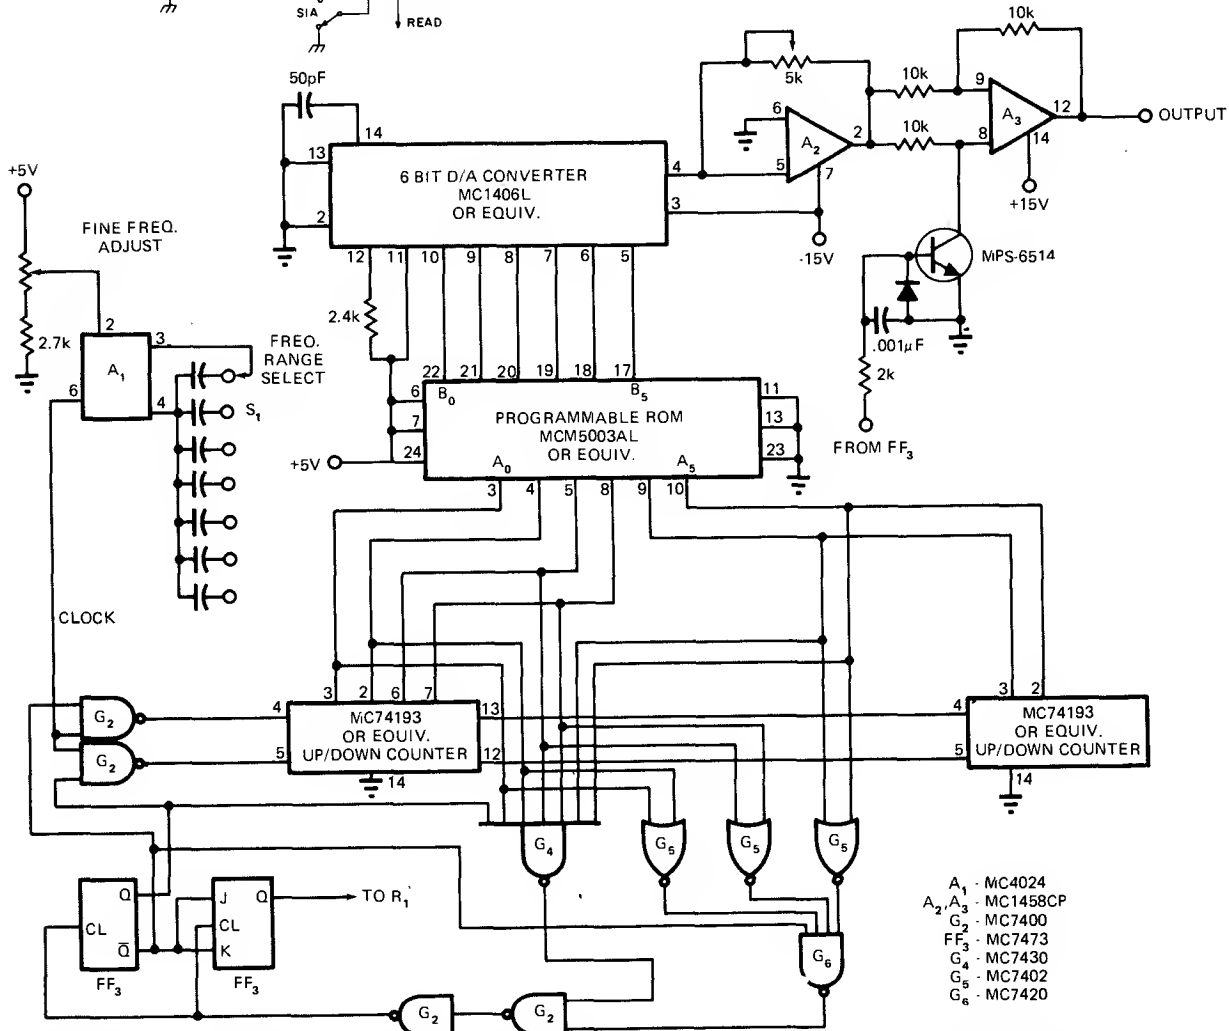 SIA
READ
50pF
14
13
2
6 BIT D/A CONVERTER
MC1406L
OR EQUIV.
4
3
12
11
10
9
8
7
6
5
5k
6
5
A2
2
7
-15V
10k
10k
10k
9
8
A3
12
14
+15V
OUTPUT
MPS-6514
.001μF
2k
FROM FF3
+5V
FINE FREQ.
ADJUST
2.7k
2
3
A1
6
4
FREQ.
RANGE
SELECT
S1
CLOCK
2.4k
+5V
22
21
20
19
18
17
6
7
24
B0
B5
PROGRAMMABLE ROM
MCM5003AL
OR EQUIV.
A0
A5
11
13
23
3
4
5
8
9
10
3
2
6
7
4
5
MC74193
OR EQUIV.
UP/DOWN COUNTER
13
12
14
3
2
4
5
MC74193
OR EQUIV.
UP/DOWN COUNTER
14
G2
G2
G4
G5
G5
G5
G6
Q
CL
Q̅
FF3
J
CL
K
Q
FF3
TO R1'
G2
G2
A1 - MC4024
A2,A3 - MC1458CP
G2 - MC7400
FF3 - MC7473
G4 - MC7430
G5 - MC7402
G6 - MC7420